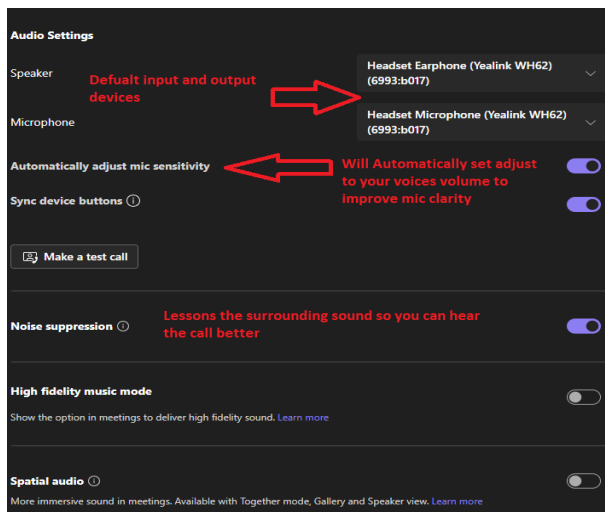 Audio Settings
Speaker
Defualt input and output
devices
Headset Earphone (Yealink WH62)
(6993:b017)
Microphone
Headset Microphone (Yealink WH62)
(6993:b017)
Automatically adjust mic sensitivity
Will Automatically set adjust
to your voices volume to
improve mic clarity
Sync device buttons
Make a test call
Noise suppression
Lessons the surrounding sound so you can hear
the call better
High fidelity music mode
Show the option in meetings to deliver high fidelity sound. Learn more
Spatial audio
More immersive sound in meetings. Available with Together mode, Gallery and Speaker view. Learn more